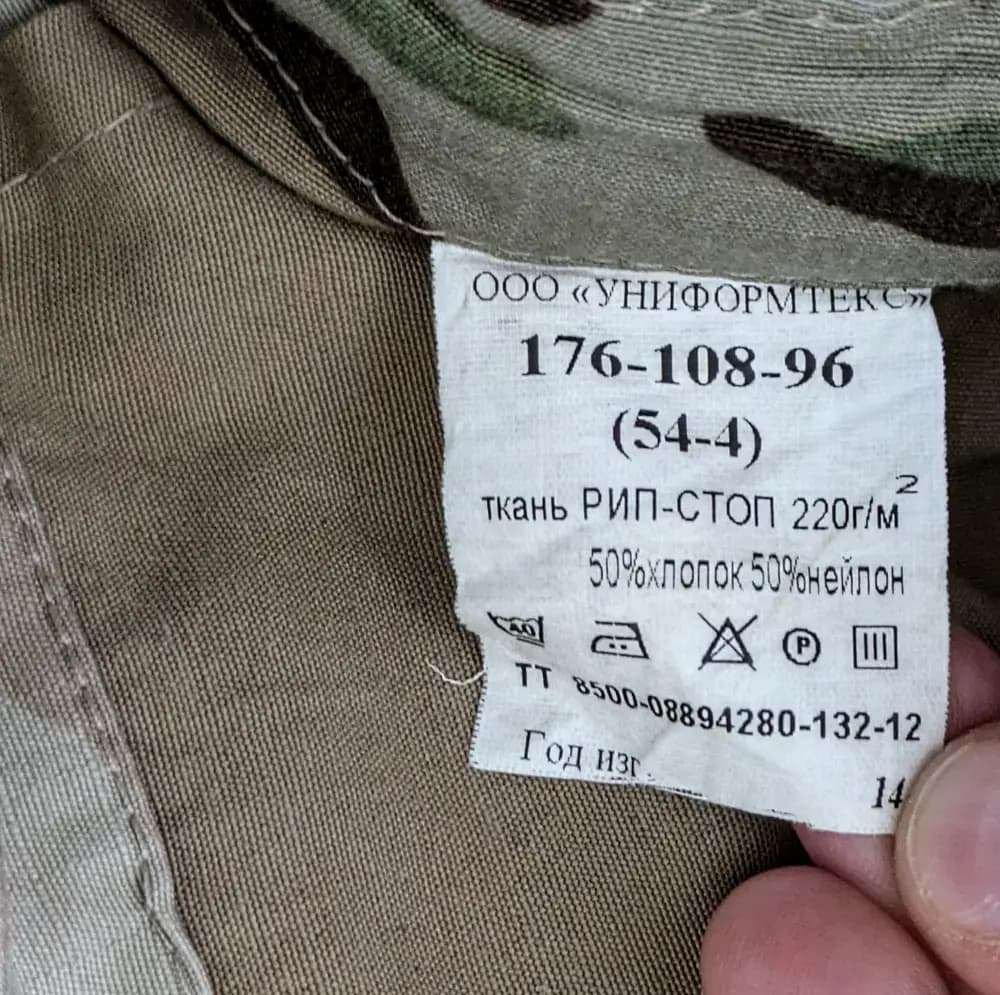 ООО «УНИФОРМТЕКС»
176-108-96
(54-4)
ткань РИП-СТОП 220г/м²
50%хлопок 50%нейлон
40 P
ТТ 8500-08894280-132-12
Год изг.
14